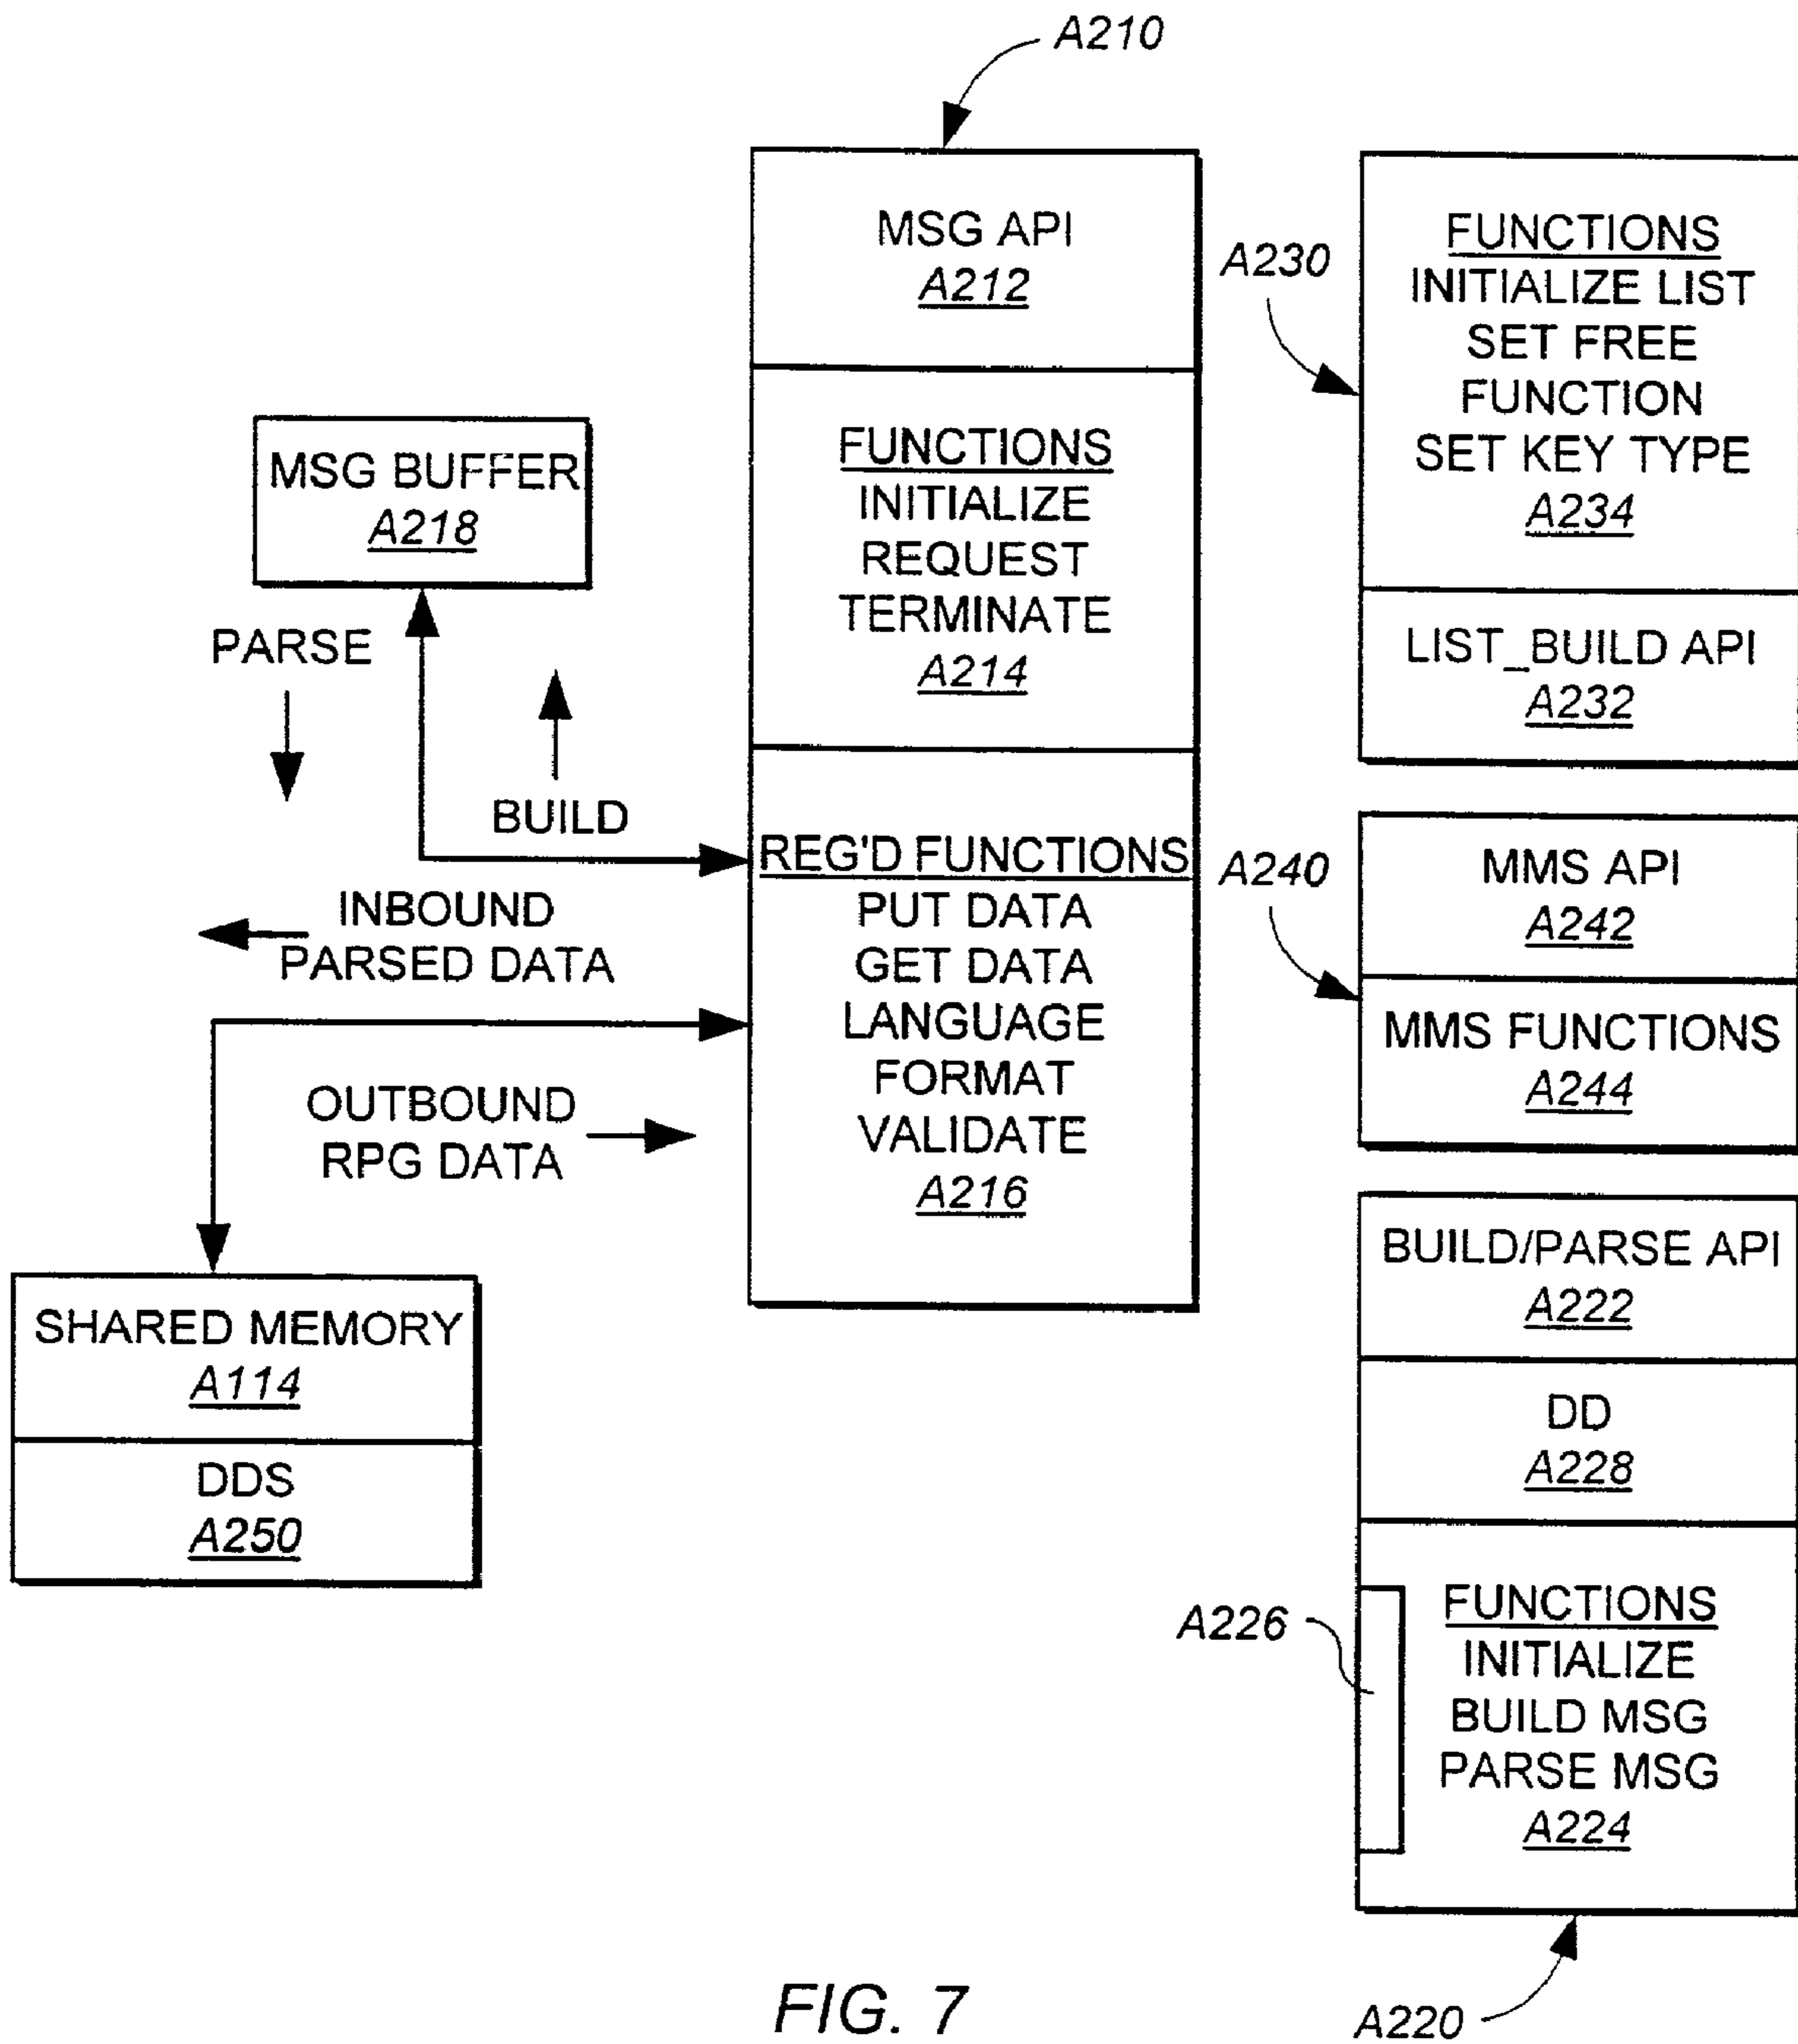 A210
MSG API
A212
FUNCTIONS
INITIALIZE
REQUEST
TERMINATE
A214
REG'D FUNCTIONS
PUT DATA
GET DATA
LANGUAGE
FORMAT
VALIDATE
A216
MSG BUFFER
A218
PARSE
BUILD
INBOUND
PARSED DATA
OUTBOUND
RPG DATA
SHARED MEMORY
A114
DDS
A250
A230
FUNCTIONS
INITIALIZE LIST
SET FREE
FUNCTION
SET KEY TYPE
A234
LIST_BUILD API
A232
A240
MMS API
A242
MMS FUNCTIONS
A244
BUILD/PARSE API
A222
DD
A228
A226
FUNCTIONS
INITIALIZE
BUILD MSG
PARSE MSG
A224
A220
FIG. 7